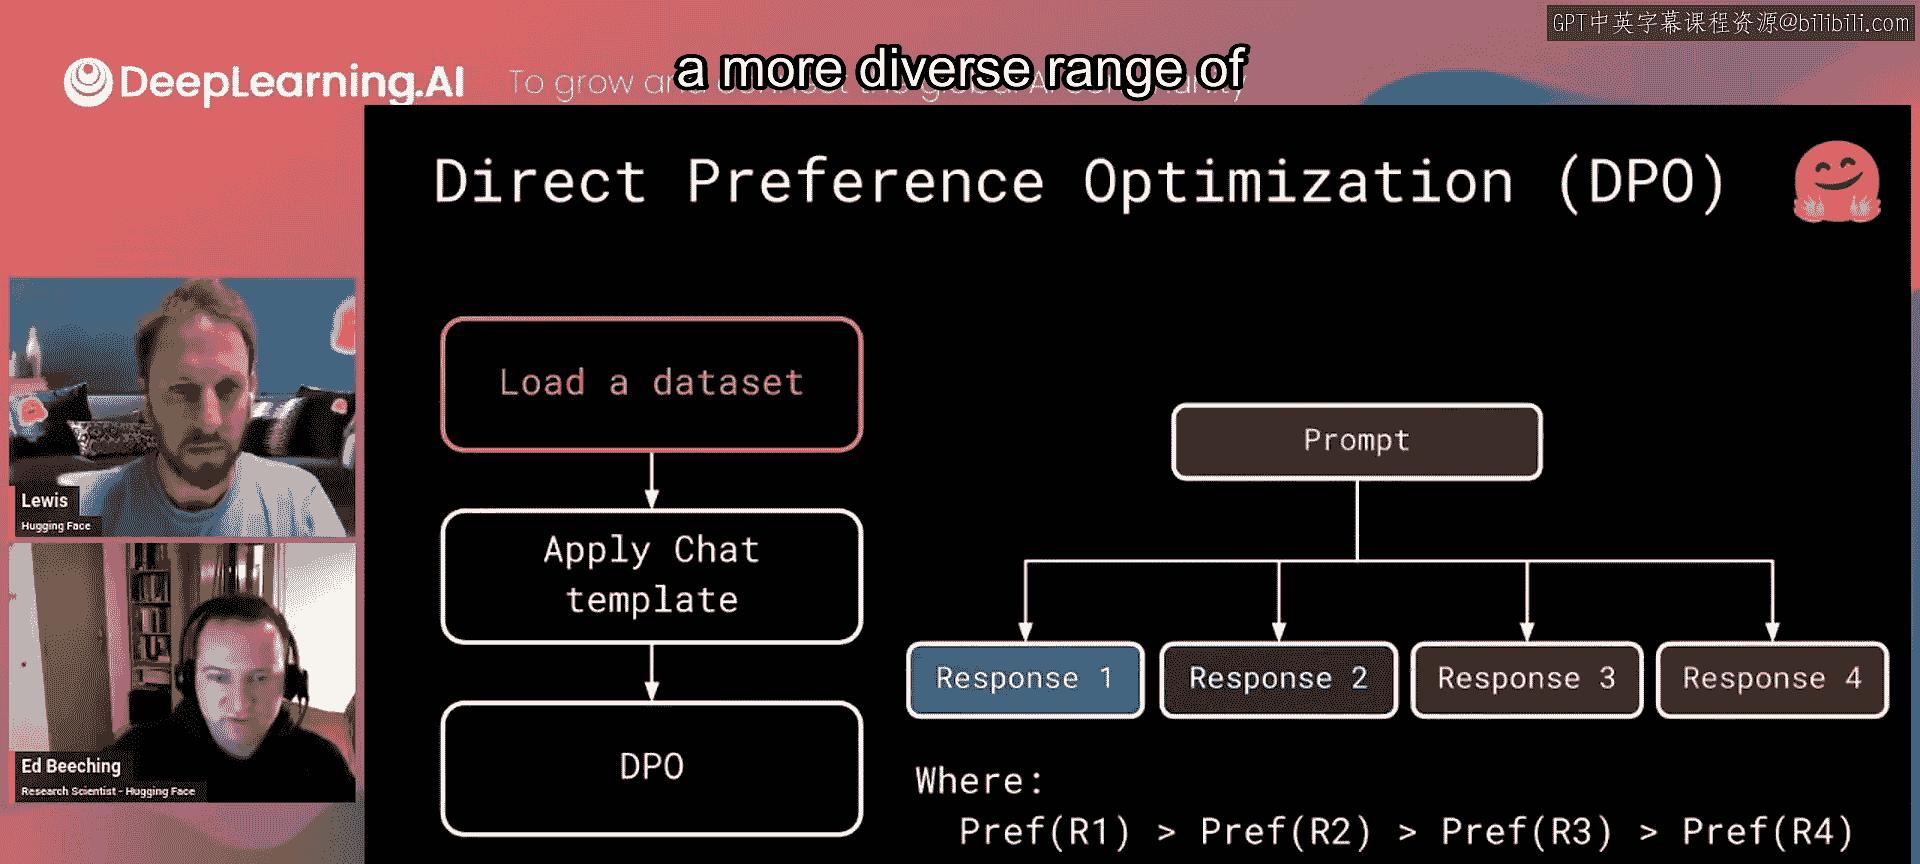 GPT中英字幕课程资源@bilibili.com
DeepLearning.AI
a more diverse range of
Direct Preference Optimization (DPO)
Load a dataset
Apply Chat
template
DPO
Prompt
Response 1
Response 2
Response 3
Response 4
Where:
Pref(R1) > Pref(R2) > Pref(R3) > Pref(R4)
Lewis
Hugging Face
Ed Beeching
Research Scientist - Hugging Face